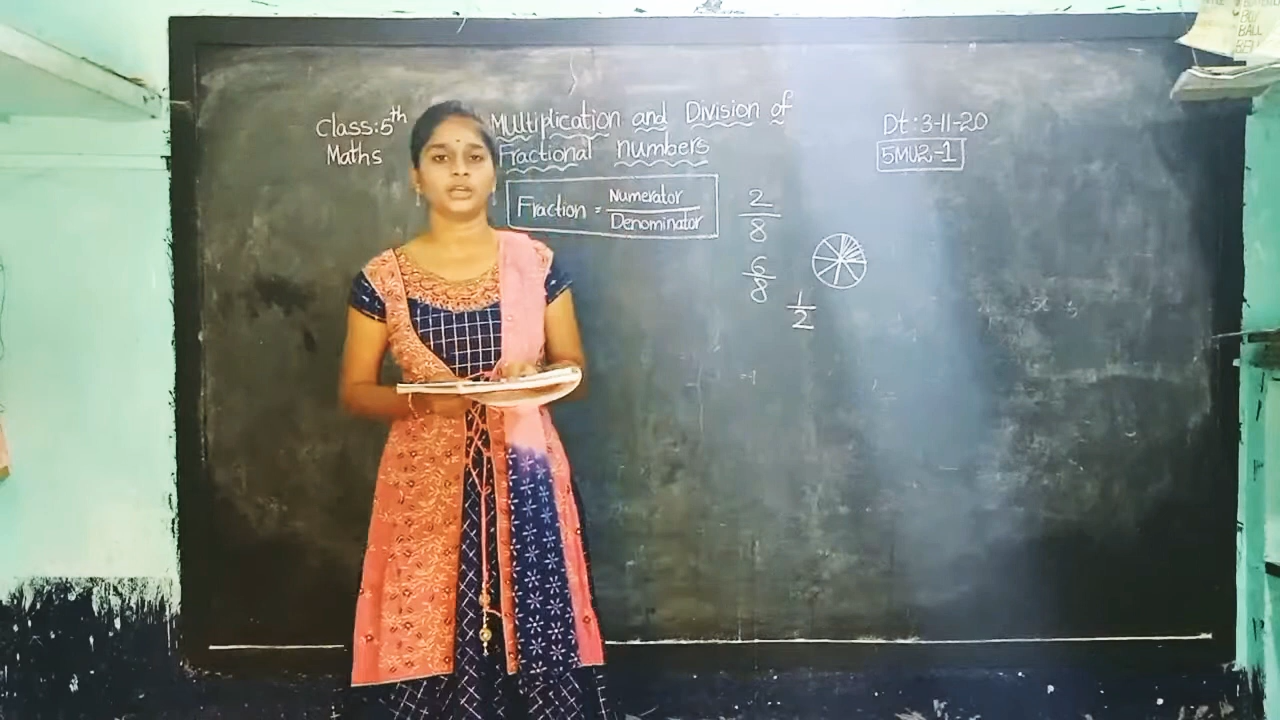 Class:5th
Maths
Multiplication and Division of
Fractional numbers
Dt:3-11-20
5MU2-1
Fraction = Numerator
Denominator
2
8
6
8
1
2
BALL